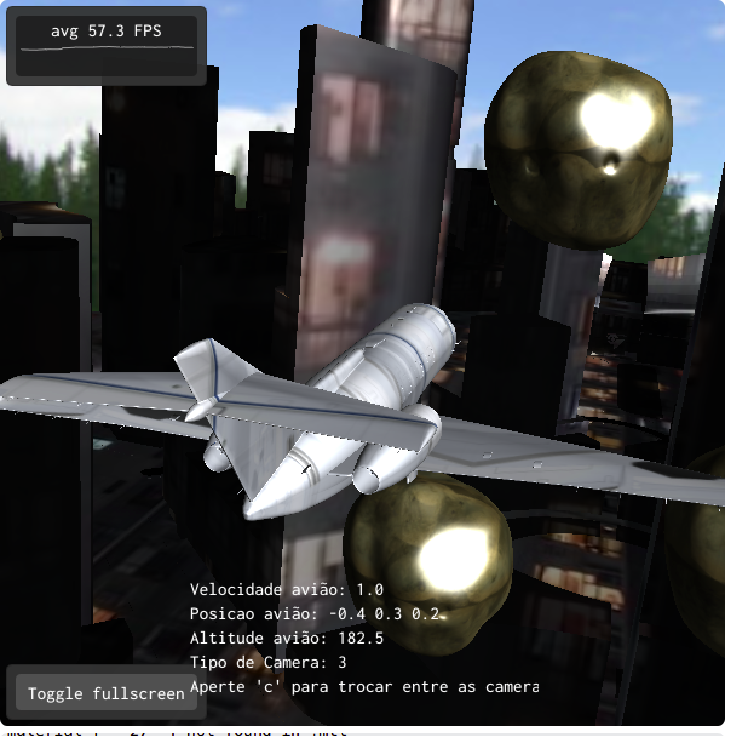 avg 57.3 FPS
Velocidade avião: 1.0
Posicao avião: -0.4 0.3 0.2
Altitude avião: 182.5
Tipo de Camera: 3
Toggle fullscreen
Aperte 'c' para trocar entre as camera